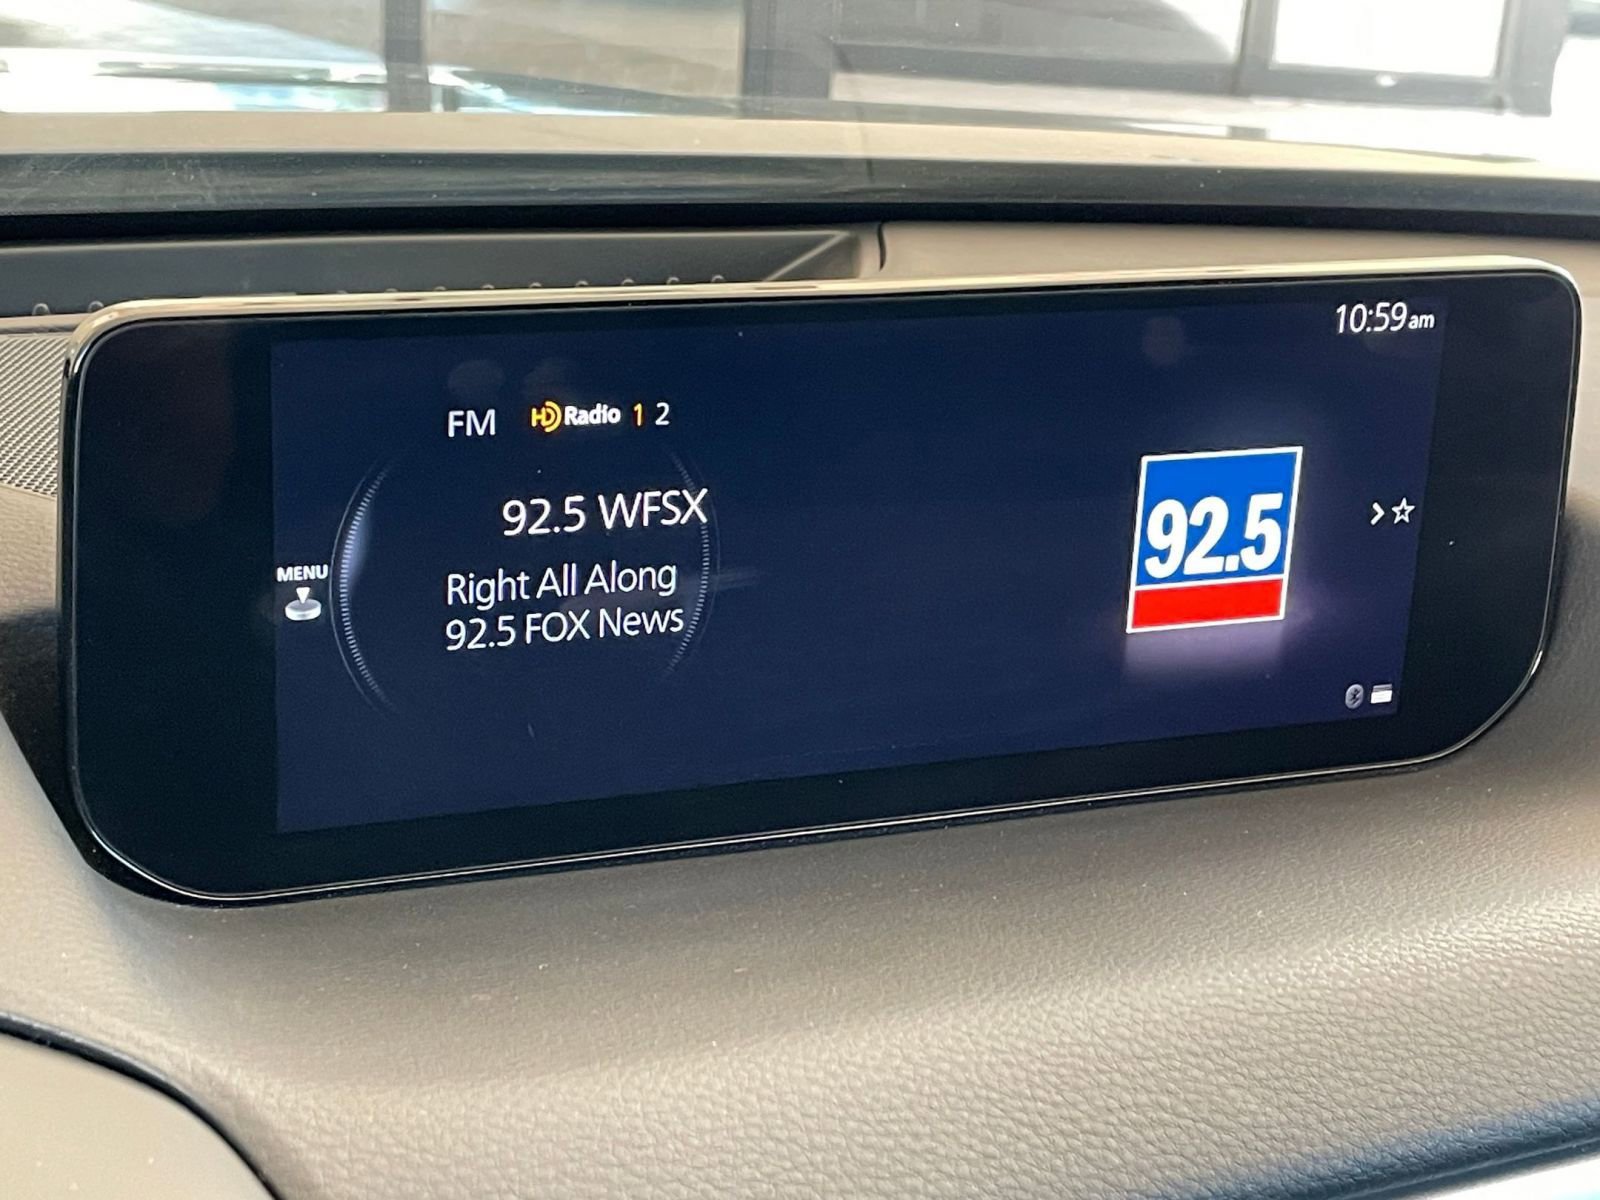 10:59am
FM HD Radio 1 2
92.5 WFSX
Right All Along
92.5 FOX News
MENU
92.5